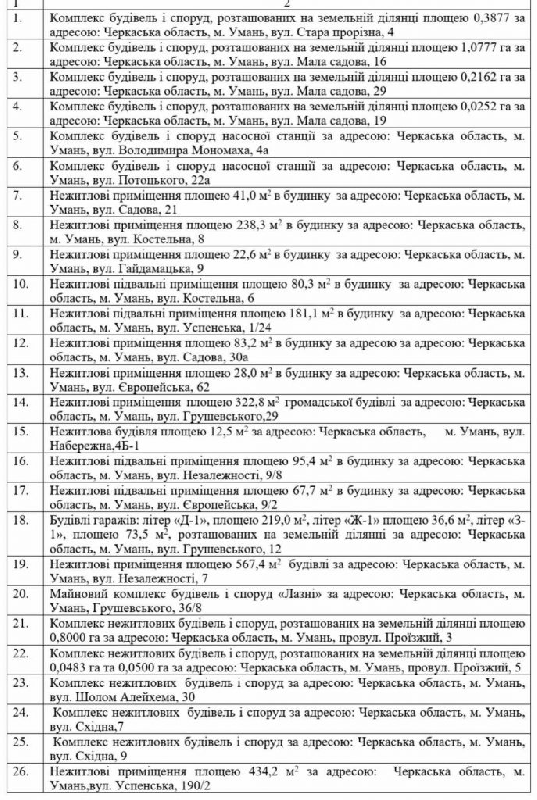 1 2
1. Комплекс будівель і споруд, розташованих на земельній ділянці площею 0,3877 за
адресою: Черкаська область, м. Умань, вул. Стара прорізна, 4
2. Комплекс будівель і споруд, розташованих на земельній ділянці площею 1,0777 га за
адресою: Черкаська область, м. Умань, вул. Мала садова, 16
3. Комплекс будівель і споруд, розташованих на земельній ділянці площею 0,2162 га за
адресою: Черкаська область, м. Умань, вул. Мала садова, 29
4. Комплекс будівель і споруд, розташованих на земельній ділянці площею 0,0252 га за
адресою: Черкаська область, м. Умань, вул. Мала садова, 19
5. Комплекс будівель і споруд насосної станції за адресою: Черкаська область, м.
Умань, вул. Володимира Мономаха, 4а
6. Комплекс будівель і споруд насосної станції за адресою: Черкаська область, м.
Умань, вул. Потоцького, 22а
7. Нежитлові приміщення площею 41,0 м² в будинку за адресою: Черкаська область, м.
Умань, вул. Садова, 21
8. Нежитлові приміщення площею 238,3 м² в будинку за адресою: Черкаська область,
м. Умань, вул. Костельна, 8
9. Нежитлові приміщення площею 22,6 м² в будинку за адресою: Черкаська область, м.
Умань, вул. Гайдамацька, 9
10. Нежитлові підвальні приміщення площею 80,3 м² в будинку за адресою: Черкаська
область, м. Умань, вул. Костельна, 6
11. Нежитлові підвальні приміщення площею 181,1 м² в будинку за адресою: Черкаська
область, м. Умань, вул. Успенська, 1/24
12. Нежитлові приміщення площею 83,2 м² в будинку за адресою за адресою: Черкаська
область, м. Умань, вул. Садова, 30а
13. Нежитлові приміщення площею 28,0 м² в будинку за адресою: Черкаська область, м.
Умань, вул. Європейська, 62
14. Нежитлові приміщення площею 322,8 м² громадської будівлі за адресою: Черкаська
область, м. Умань, вул. Грушевського,29
15. Нежитлова будівля площею 12,5 м² за адресою: Черкаська область, м. Умань, вул.
Набережна,4Б-1
16. Нежитлові підвальні приміщення площею 95,4 м² в будинку за адресою: Черкаська
область, м. Умань, вул. Незалежності, 9/8
17. Нежитлові підвальні приміщення площею 67,7 м² в будинку за адресою: Черкаська
область, м. Умань, вул. Європейська, 9/2
18. Будівлі гаражів: літер «Д-1», площею 219,0 м², літер «Ж-1» площею 36,6 м², літер «З-
1», площею 73,5 м², розташованих на земельній ділянці за адресою: Черкаська
область, м. Умань, вул. Грушевського, 12
19. Нежитлові приміщення площею 567,4 м² будівлі за адресою: Черкаська область, м.
Умань, вул. Незалежності, 7
20. Майновий комплекс будівель і споруд «Лазні» за адресою: Черкаська область, м.
Умань, Грушевського, 36/8
21. Комплекс нежитлових будівель і споруд, розташованих на земельній ділянці площею
0,8000 га за адресою: Черкаська область, м. Умань, провул. Проїзжий, 3
22. Комплекс нежитлових будівель і споруд, розташованих на земельній ділянці площею
0,0483 га та 0,0500 га за адресою: Черкаська область, м. Умань, провул. Проїзжий, 5
23. Комплекс нежитлових будівель і споруд за адресою: Черкаська область, м. Умань,
вул. Шолом Алейхема, 30
24. Комплекс нежитлових будівель і споруд за адресою: Черкаська область, м. Умань,
вул. Східна,7
25. Комплекс нежитлових будівель і споруд за адресою: Черкаська область, м. Умань,
вул. Східна, 9
26. Нежитлові приміщення площею 434,2 м² за адресою: Черкаська область, м.
Умань,вул. Успенська, 190/2